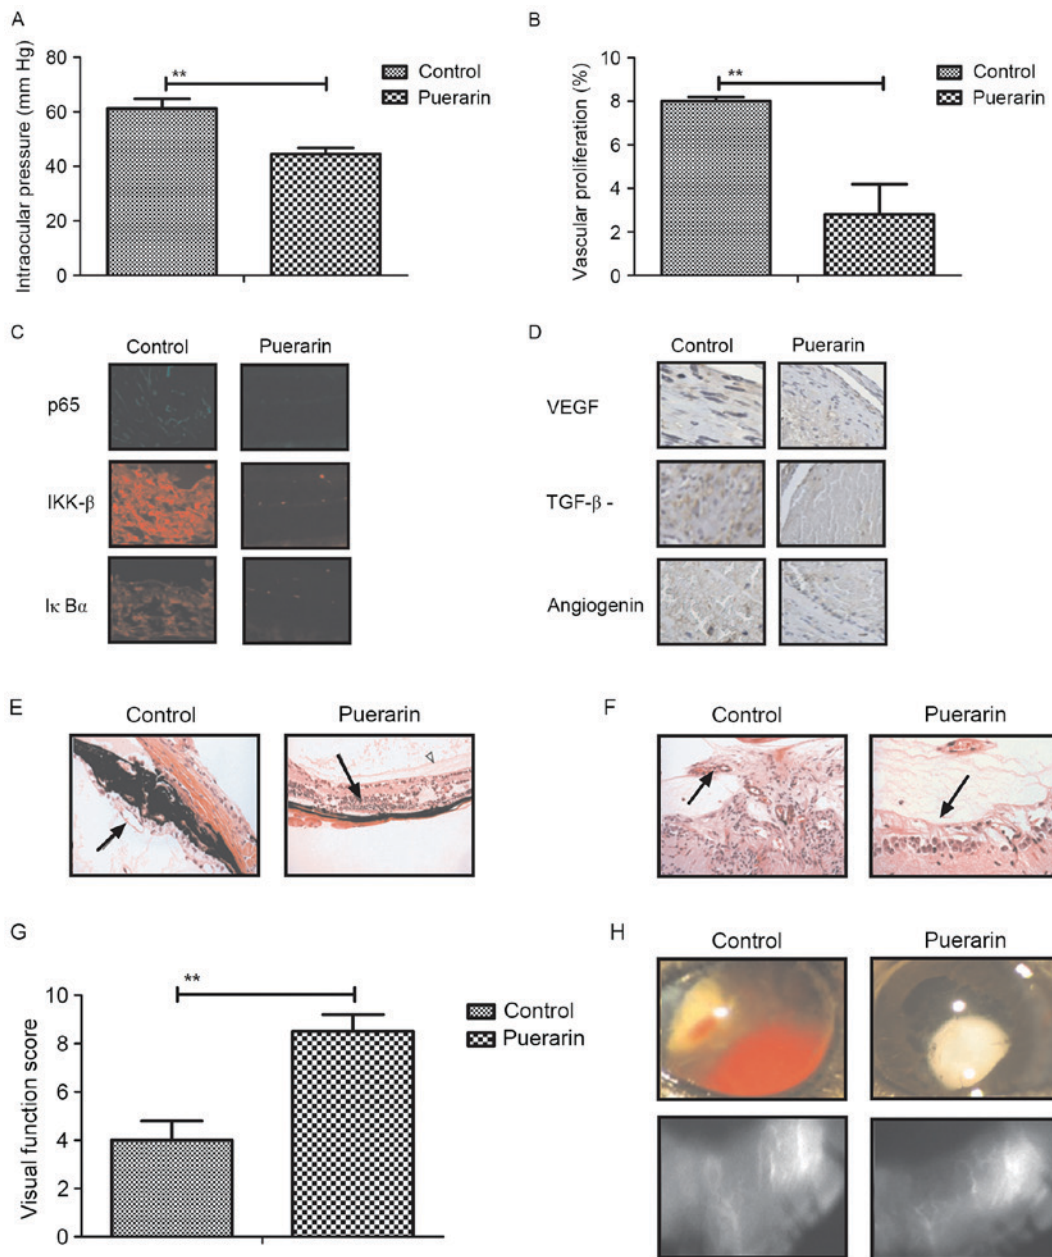 A
Intraocular pressure (mm Hg)
80
60
40
20
0
**
Control
Puerarin
B
Vascular proliferation (%)
10
8
6
4
2
0
**
Control
Puerarin
C
Control
Puerarin
p65
IKK-β
Iκ Bα
D
Control
Puerarin
VEGF
TGF-β -
Angiogenin
E
Control
Puerarin
F
Control
Puerarin
G
Visual function score
10
8
6
4
2
0
**
Control
Puerarin
H
Control
Puerarin